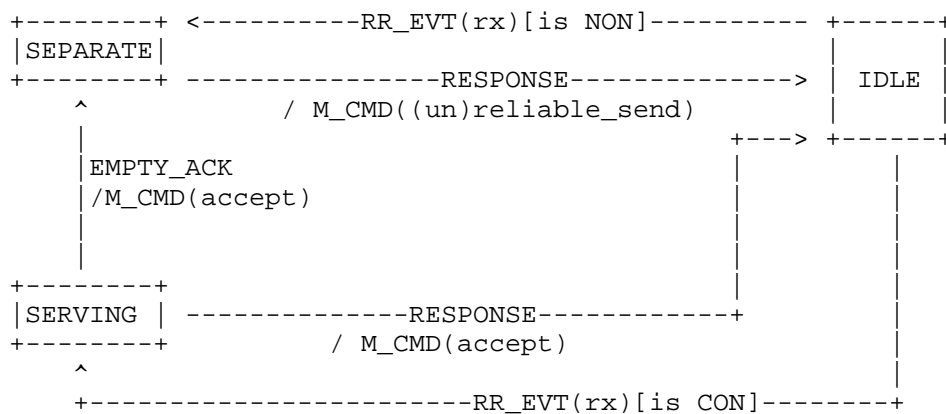 RR_EVT(rx)[is NON]
SEPARATE
RESPONSE IDLE
/ M_CMD((un)reliable_send)
EMPTY_ACK
/M_CMD(accept)
SERVING RESPONSE
/ M_CMD(accept)
RR_EVT(rx)[is CON]